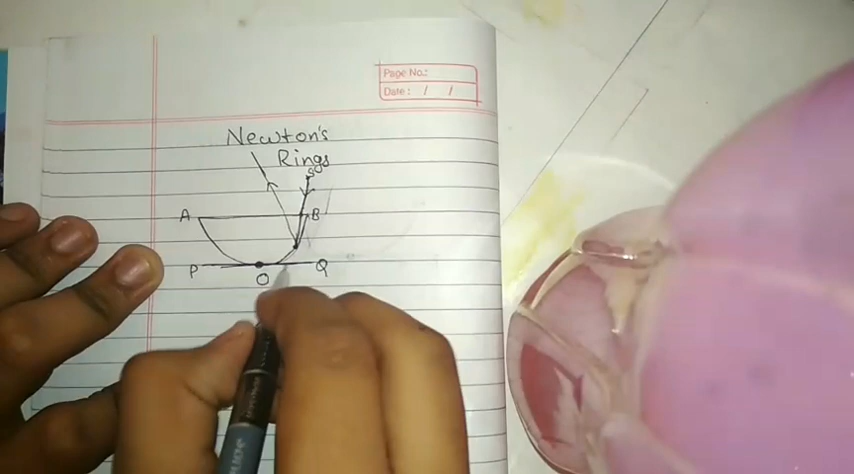 Page No.:
Date : / /
Newton's
Rings
S
A B
P Q
O